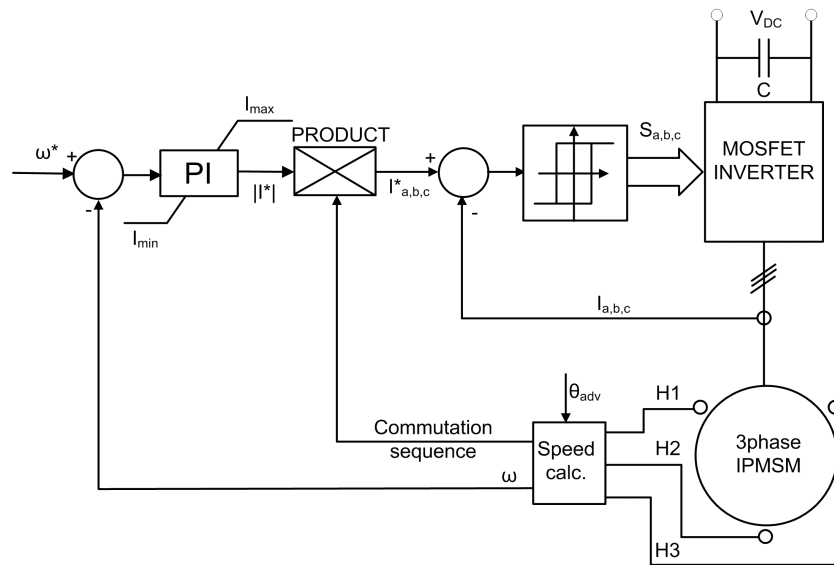 V_DC
C
I_max
PRODUCT
S_a,b,c
MOSFET
INVERTER
ω*
+
-
PI
|I*|
I*_a,b,c
+
-
I_min
I_a,b,c
θ_adv
H1
Commutation
sequence
Speed
calc.
H2
3phase
IPMSM
ω
H3